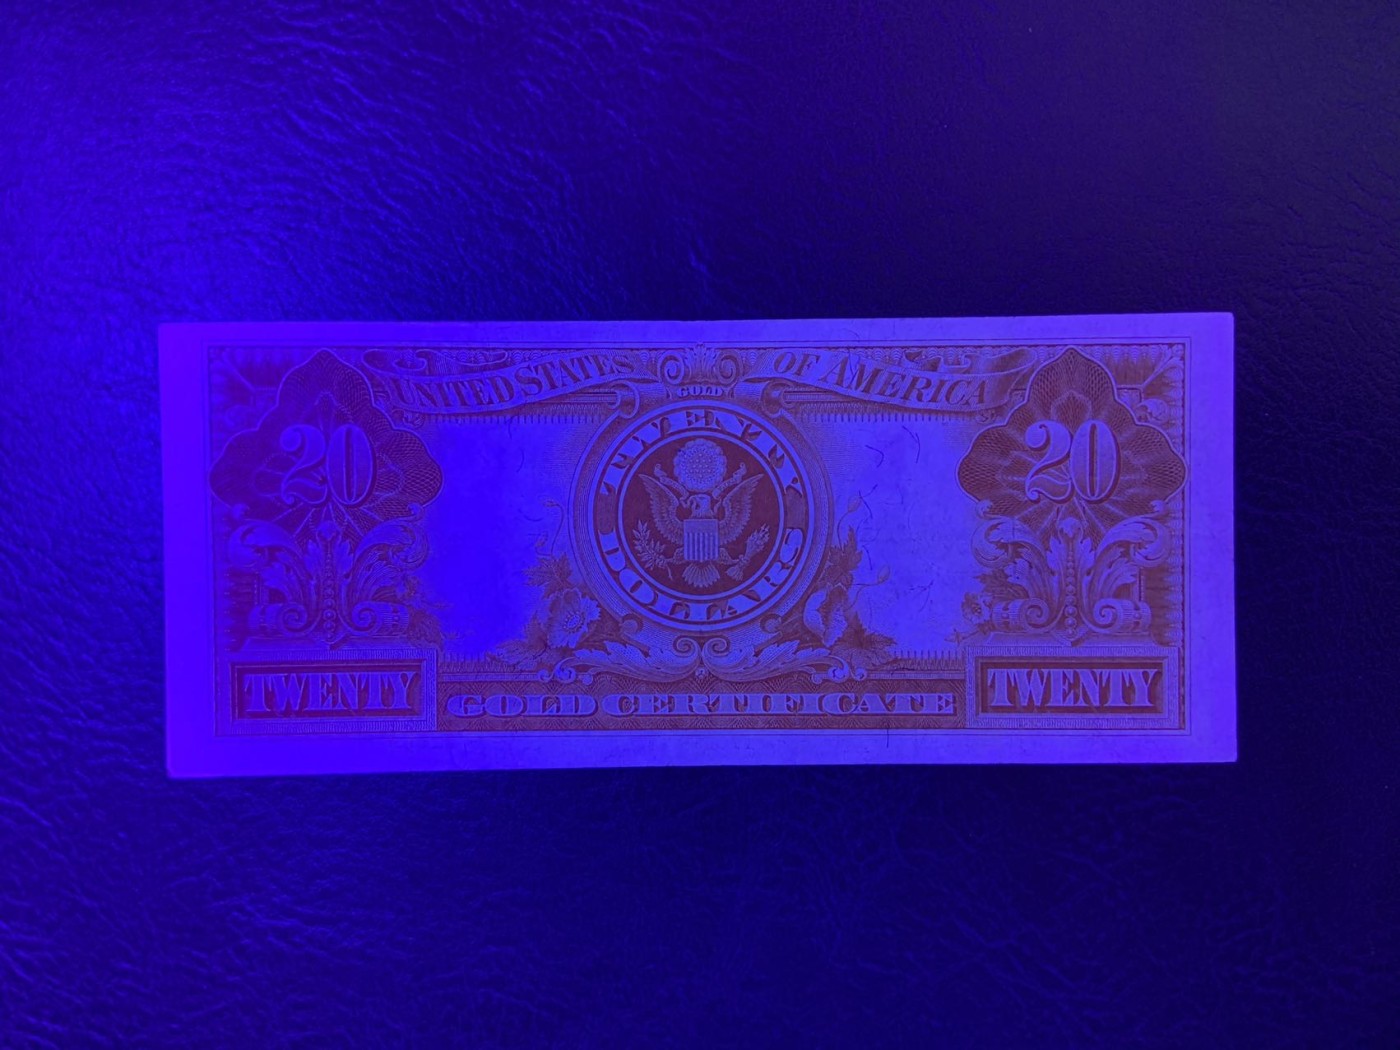 UNITED STATES OF AMERICA
GOLD
20 20
TWENTY
DOLLARS
TWENTY TWENTY
GOLD CERTIFICATE